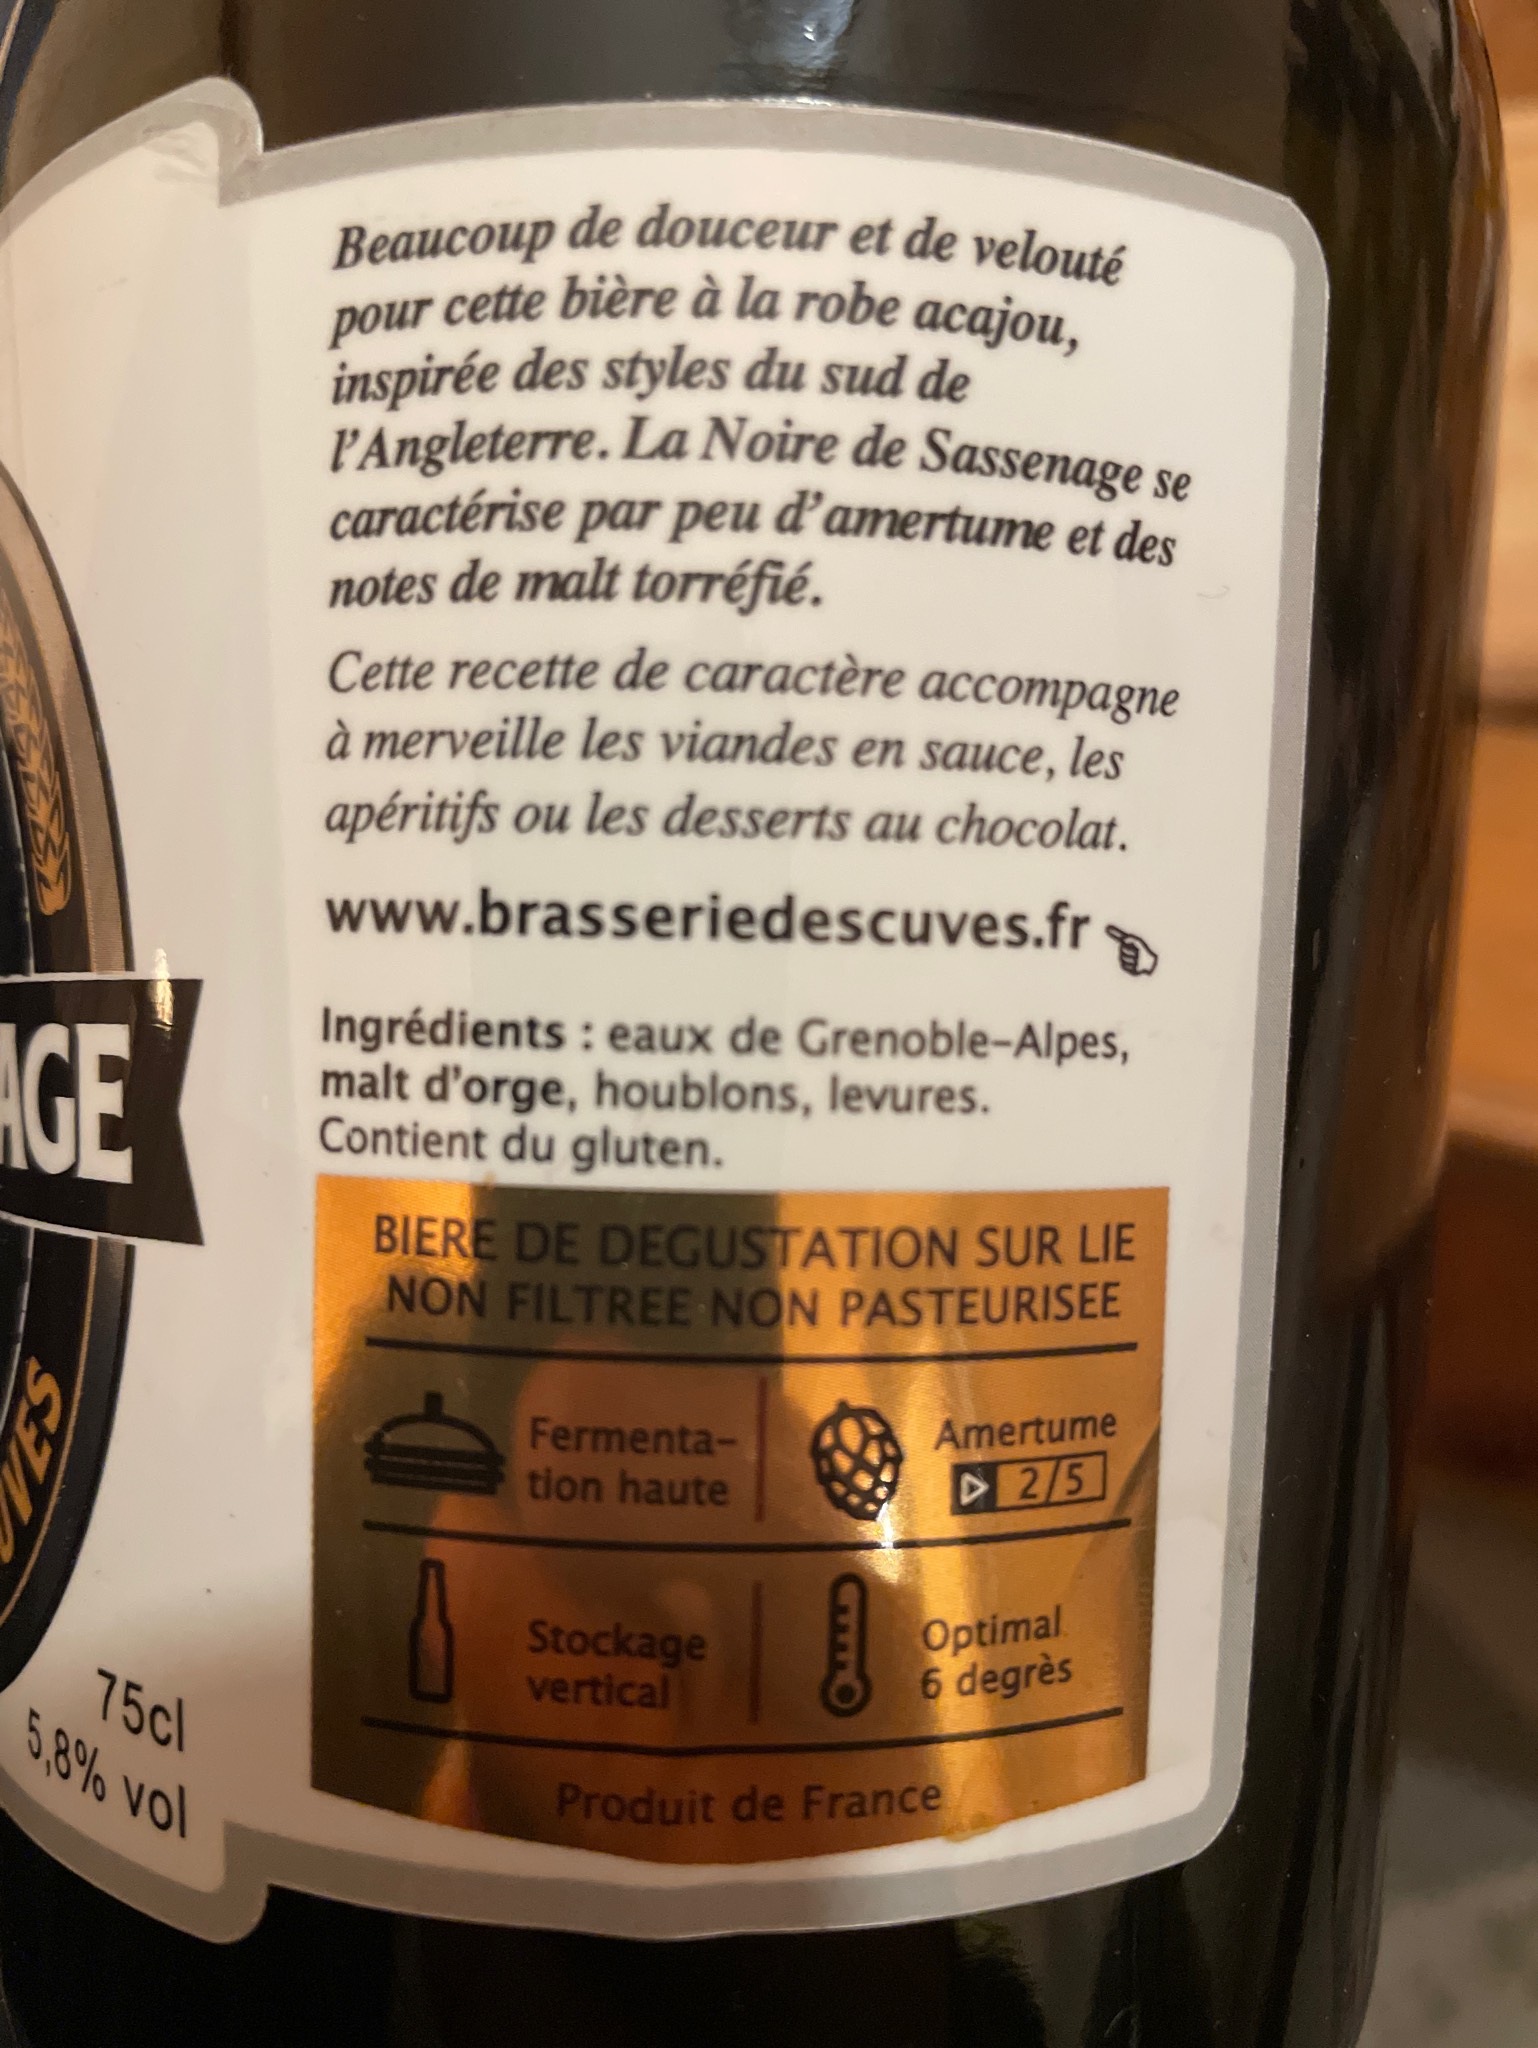 Beaucoup de douceur et de velouté
pour cette bière à la robe acajou,
inspirée des styles du sud de
l'Angleterre. La Noire de Sassenage se
caractérise par peu d'amertume et des
notes de malt torréfié.
Cette recette de caractère accompagne
à merveille les viandes en sauce, les
apéritifs ou les desserts au chocolat.
www.brasseriedescuves.fr
Ingrédients : eaux de Grenoble-Alpes,
malt d'orge, houblons, levures.
Contient du gluten.
BIERE DE DEGUSTATION SUR LIE
NON FILTREE NON PASTEURISEE
Fermenta-
tion haute
Amertume
2/5
Stockage
vertical
Optimal
6 degrès
Produit de France
AGE
UVES
75cl
5,8% vol